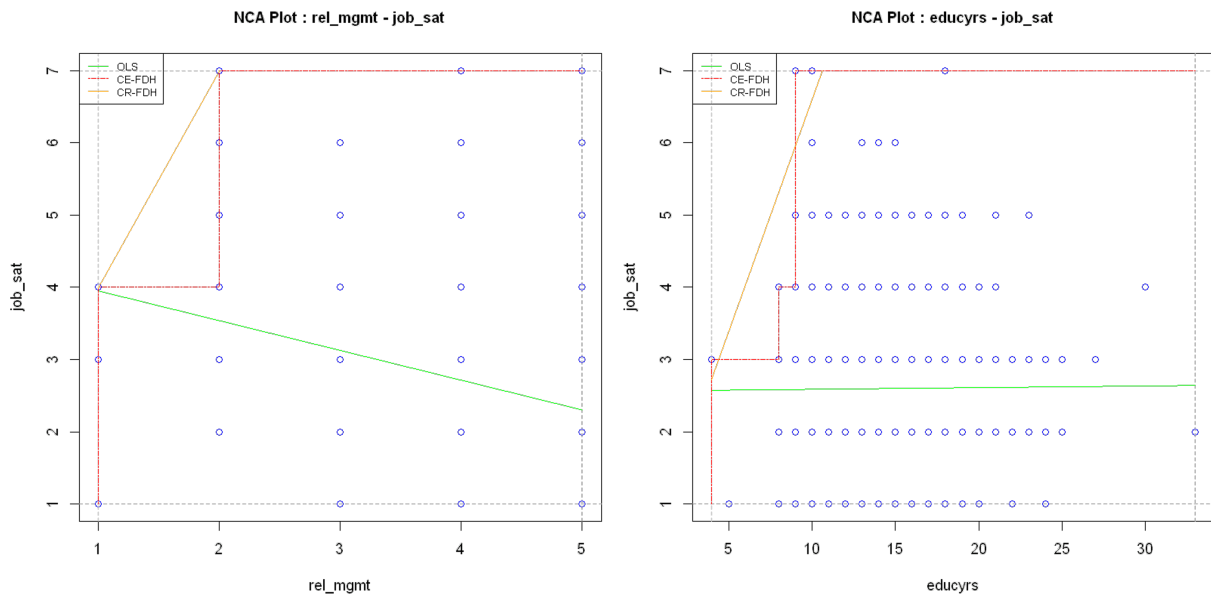 NCA Plot : rel_mgmt - job_sat
OLS
CE-FDH
CR-FDH
7
6
5
4
3
2
1
job_sat
1 2 3 4 5
rel_mgmt
NCA Plot : educyrs - job_sat
OLS
CE-FDH
CR-FDH
7
6
5
4
3
2
1
job_sat
5 10 15 20 25 30
educyrs